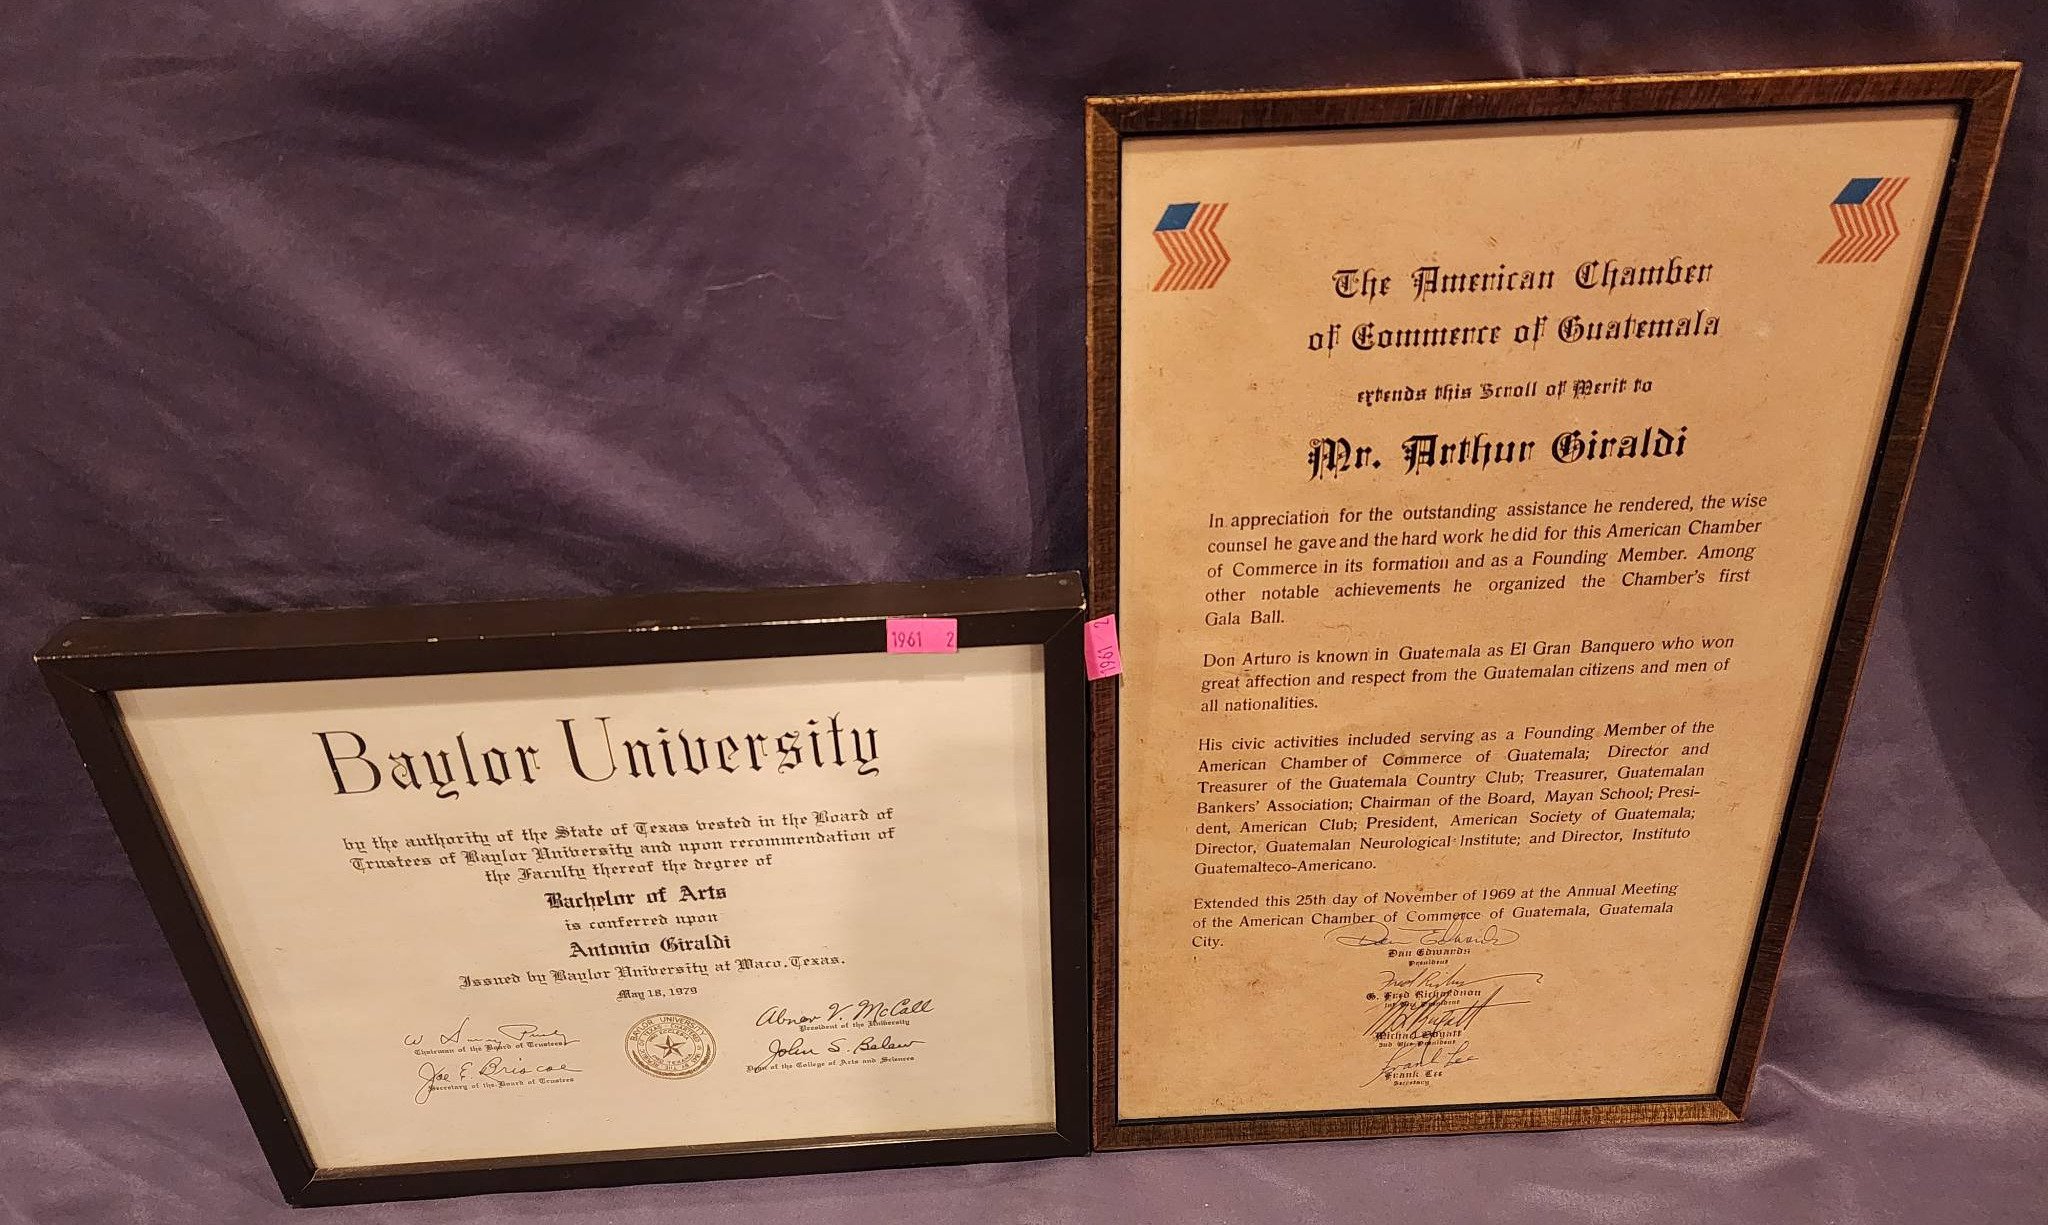 1961 2
Baylor University
by the authority of the State of Texas vested in the Board of
Trustees of Baylor University and upon recommendation of
the Faculty thereof the degree of
Bachelor of Arts
is conferred upon
Antonio Giraldi
Issued by Baylor University at Waco, Texas.
May 18, 1979
Chairman of the Board of Trustees
Joe E Briscoe
Secretary of the Board of Trustees
BAYLOR UNIVERSITY
Abner V. McCall
President of the University
John S. Belew
Dean of the College of Arts and Sciences
1961 2
The American Chamber
of Commerce of Guatemala
extends this Scroll of Merit to
Mr. Arthur Giraldi
In appreciation for the outstanding assistance he rendered, the wise
counsel he gave and the hard work he did for this American Chamber
of Commerce in its formation and as a Founding Member. Among
other notable achievements he organized the Chamber's first
Gala Ball.
Don Arturo is known in Guatemala as El Gran Banquero who won
great affection and respect from the Guatemalan citizens and men of
all nationalities.
His civic activities included serving as a Founding Member of the
American Chamber of Commerce of Guatemala; Director and
Treasurer of the Guatemala Country Club; Treasurer, Guatemalan
Bankers' Association; Chairman of the Board, Mayan School; Presi-
dent, American Club; President, American Society of Guatemala;
Director, Guatemalan Neurological Institute; and Director, Instituto
Guatemalteco-Americano.
Extended this 25th day of November of 1969 at the Annual Meeting
of the American Chamber of Commerce of Guatemala, Guatemala
City.
Dan Edwards
Dan Edwards
President
G. Fred Richardson
1st Vice President
Michael
2nd Vice President
Frank Lee
Frank Lee
Secretary